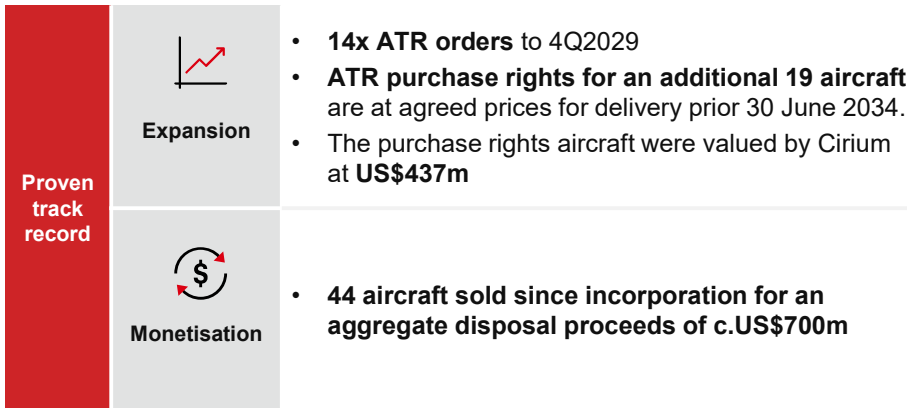 Proven
track
record
Expansion
• 14x ATR orders to 4Q2029
• ATR purchase rights for an additional 19 aircraft
are at agreed prices for delivery prior 30 June 2034.
• The purchase rights aircraft were valued by Cirium
at US$437m
$
Monetisation
• 44 aircraft sold since incorporation for an
aggregate disposal proceeds of c.US$700m